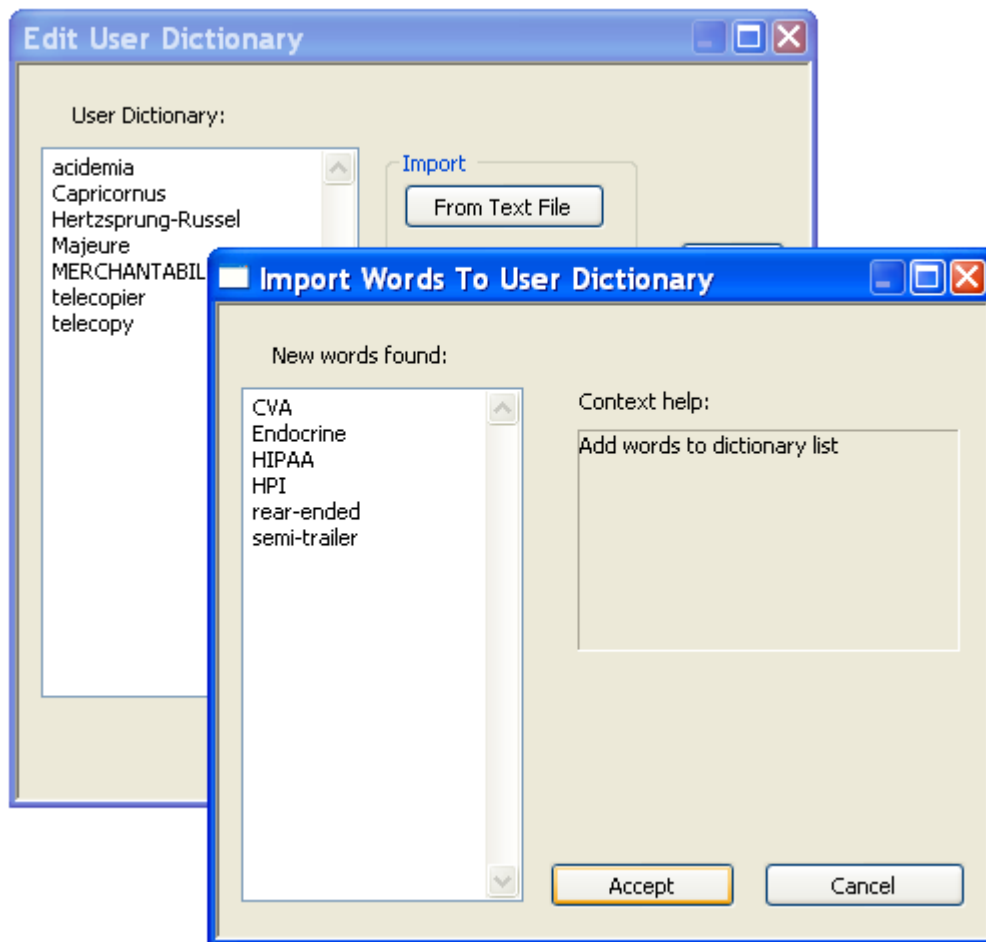 Edit User Dictionary
User Dictionary:
acidemia
Capricornus
Hertzsprung-Russel
Majeure
MERCHANTABIL
telecopier
telecopy
Import
From Text File
Import Words To User Dictionary
New words found:
CVA
Endocrine
HIPAA
HPI
rear-ended
semi-trailer
Context help:
Add words to dictionary list
Accept
Cancel